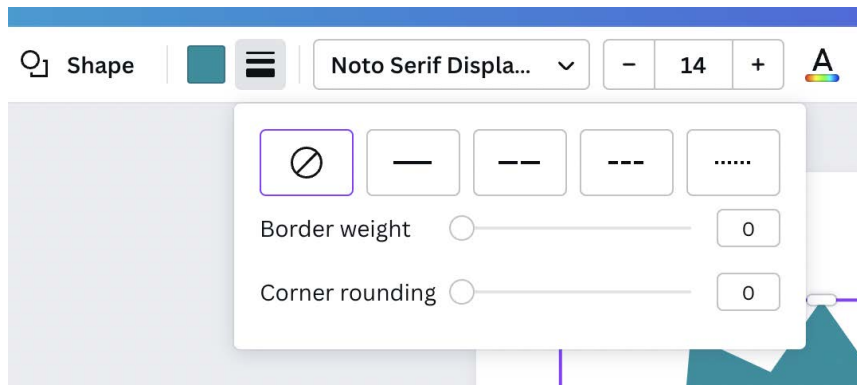 Shape Noto Serif Displa... - 14 + A
Border weight 0
Corner rounding 0